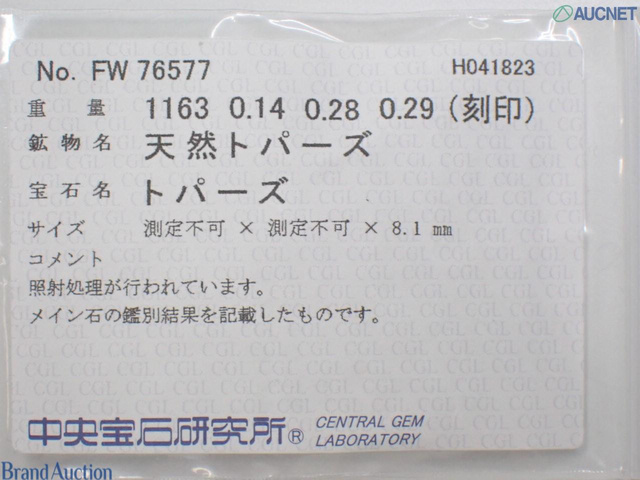 AUCNET
No. FW 76577 H041823
重量 1163 0.14 0.28 0.29 (刻印)
鉱物名 天然トパーズ
宝石名 トパーズ
サイズ 測定不可 × 測定不可 × 8.1 mm
コメント
照射処理が行われています。
メイン石の鑑別結果を記載したものです。
中央宝石研究所® CENTRAL GEM
LABORATORY
Brand Auction